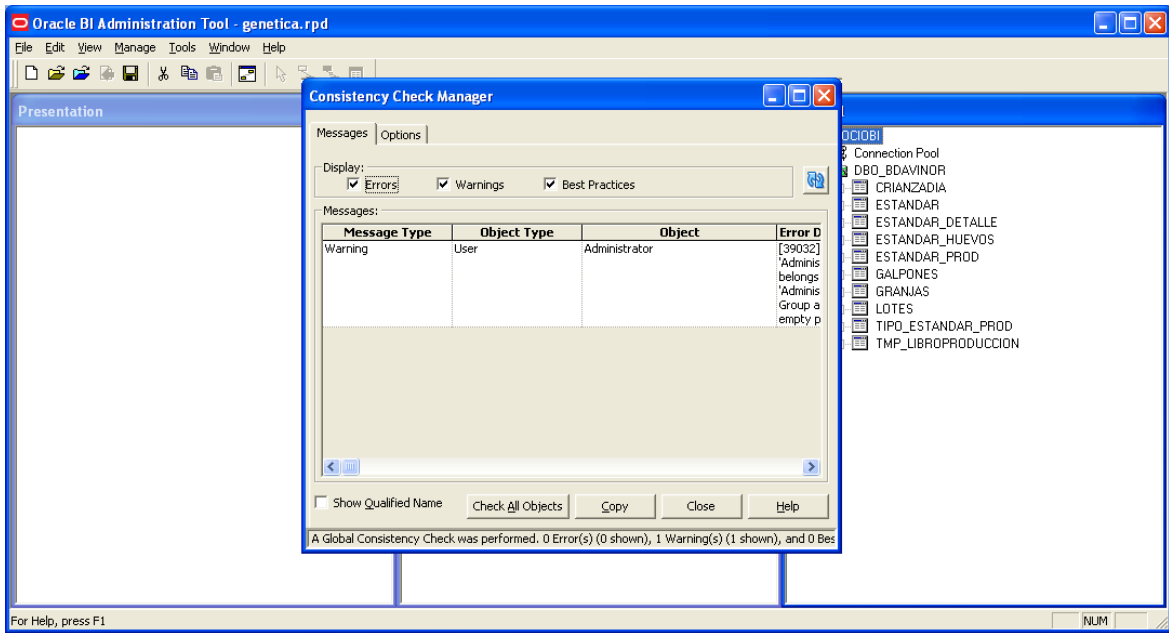 Oracle BI Administration Tool - genetica.rpd
File Edit View Manage Tools Window Help
Presentation
Consistency Check Manager
Messages Options
Display:
Errors Warnings Best Practices
Messages:
Message Type Object Type Object Error D
Warning User Administrator [39032]
'Adminis
belongs
'Adminis
Group a
empty p
Show Qualified Name Check All Objects Copy Close Help
A Global Consistency Check was performed. 0 Error(s) (0 shown), 1 Warning(s) (1 shown), and 0 Bes
OCIOBI
Connection Pool
DBO_BDAVINOR
CRIANZADIA
ESTANDAR
ESTANDAR_DETALLE
ESTANDAR_HUEVOS
ESTANDAR_PROD
GALPONES
GRANJAS
LOTES
TIPO_ESTANDAR_PROD
TMP_LIBROPRODUCCION
For Help, press F1
NUM